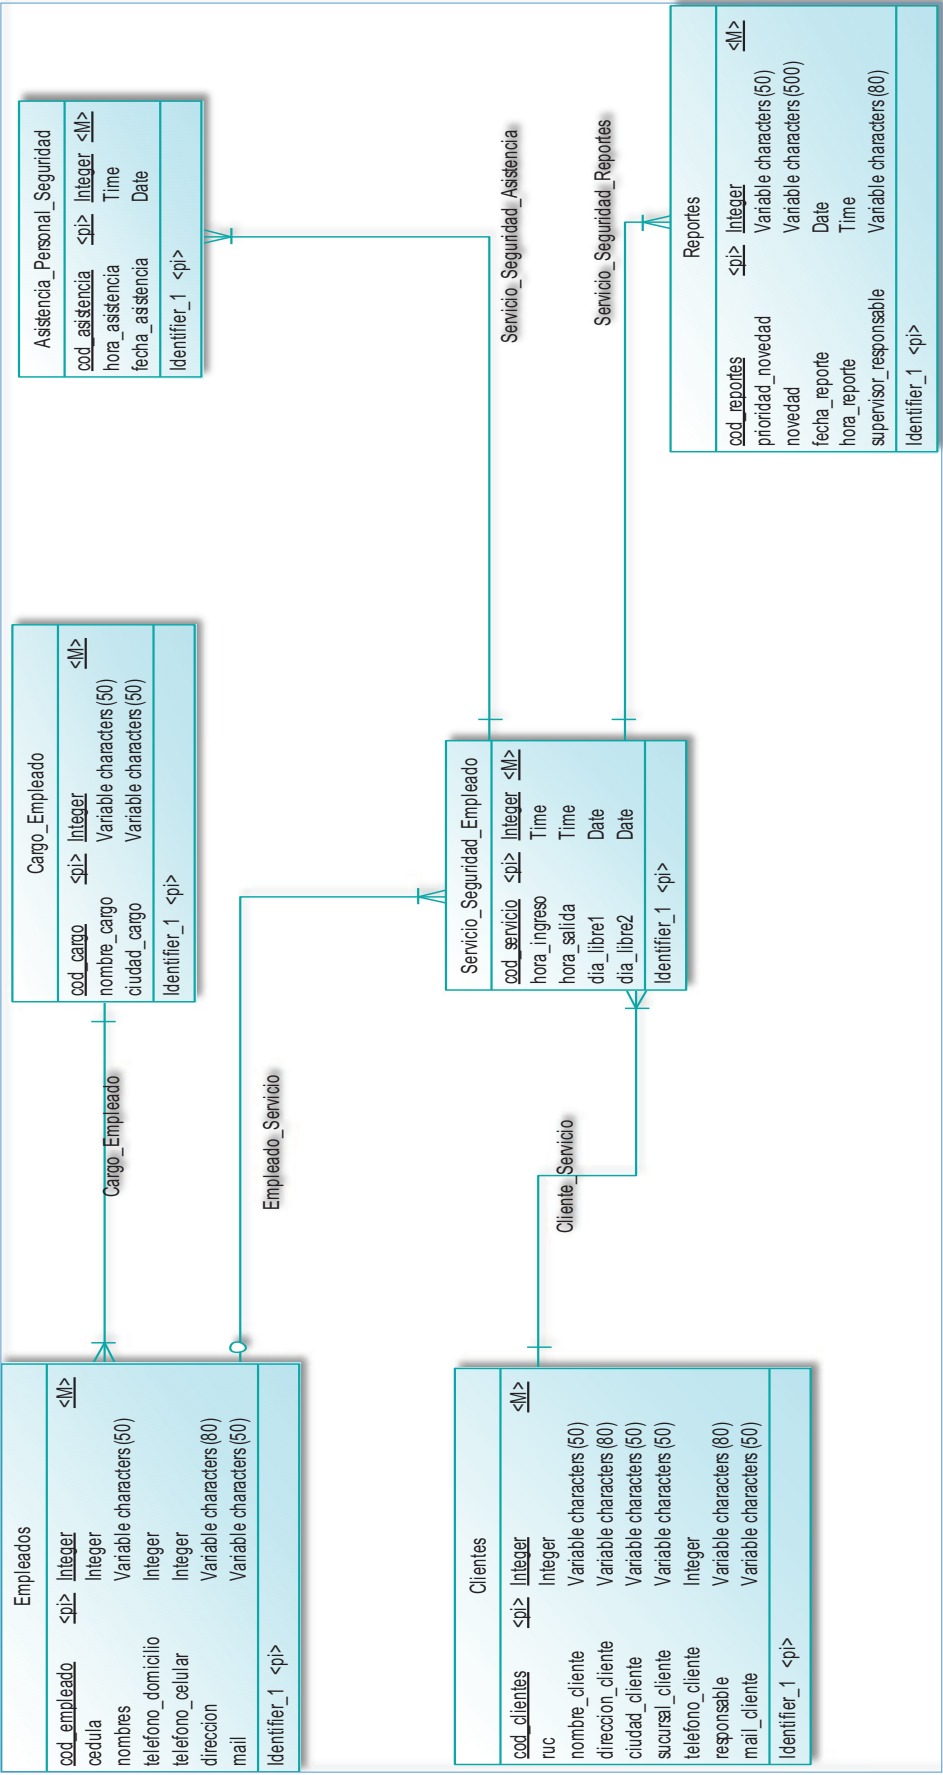 Empleados
cod_empleado <pi> Integer <M>
cedula Integer
nombres Variable characters (50)
telefono_domicilio Integer
telefono_celular Integer
direccion Variable characters (80)
mail Variable characters (50)
Identifier_1 <pi>
Cargo_Empleado
Cargo_Empleado
cod_cargo <pi> Integer <M>
nombre_cargo Variable characters (50)
ciudad_cargo Variable characters (50)
Identifier_1 <pi>
Asistencia_Personal_Seguridad
cod_asistencia <pi> Integer <M>
hora_asistencia Time
fecha_asistencia Date
Identifier_1 <pi>
Empleado_Servicio
Clientes
cod_clientes <pi> Integer <M>
ruc Integer
nombre_cliente Variable characters (50)
direccion_cliente Variable characters (80)
ciudad_cliente Variable characters (50)
sucursal_cliente Variable characters (50)
telefono_cliente Integer
responsable Variable characters (80)
mail_cliente Variable characters (50)
Identifier_1 <pi>
Cliente_Servicio
Servicio_Seguridad_Empleado
cod_servicio <pi> Integer <M>
hora_ingreso Time
hora_salida Time
dia_libre1 Date
dia_libre2 Date
Identifier_1 <pi>
Servicio_Seguridad_Asistencia
Servicio_Seguridad_Reportes
Reportes
cod_reportes <pi> Integer <M>
prioridad_novedad Variable characters (50)
novedad Variable characters (500)
fecha_reporte Date
hora_reporte Time
supervisor_responsable Variable characters (80)
Identifier_1 <pi>